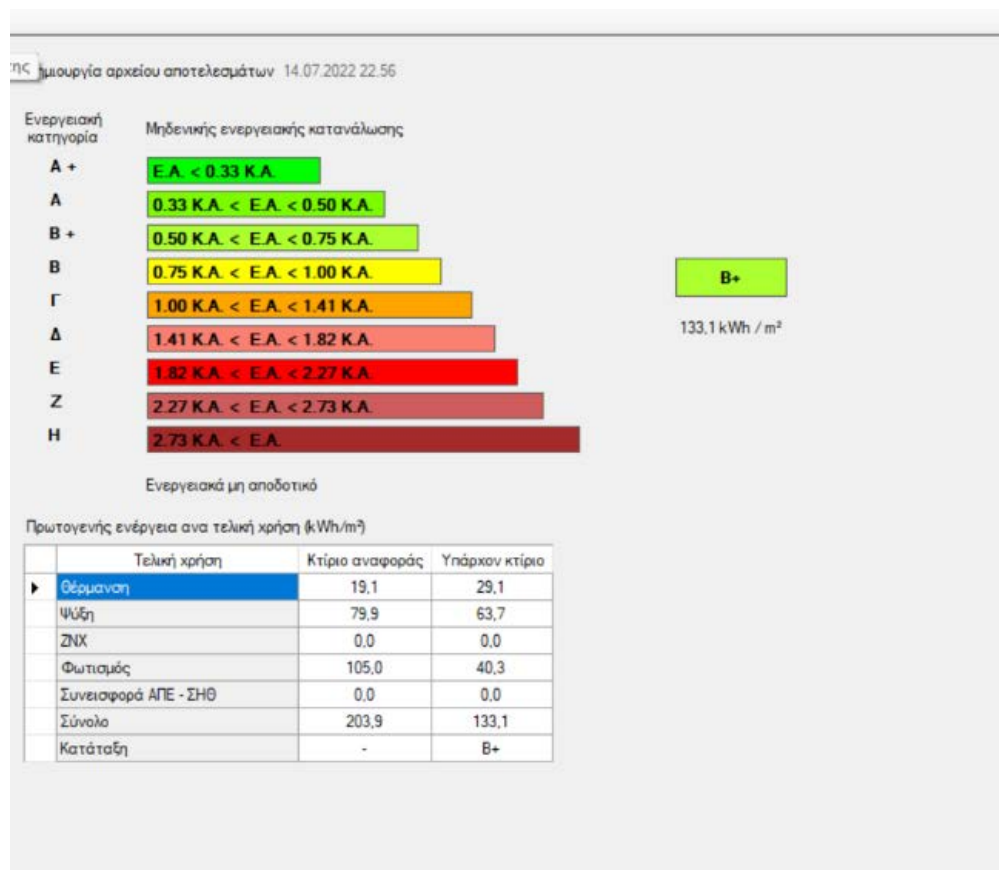 της
ημιουργία αρχείου αποτελεσμάτων 14.07.2022 22.56
Ενεργειακή
κατηγορία
Μηδενικής ενεργειακής κατανάλωσης
Α + Ε.Α. < 0.33 Κ.Α.
Α 0.33 Κ.Α. < Ε.Α. < 0.50 Κ.Α.
Β + 0.50 Κ.Α. < Ε.Α. < 0.75 Κ.Α.
Β 0.75 Κ.Α. < Ε.Α. < 1.00 Κ.Α.
Γ 1.00 Κ.Α. < Ε.Α. < 1.41 Κ.Α.
Δ 1.41 Κ.Α. < Ε.Α. < 1.82 Κ.Α.
Ε 1.82 Κ.Α. < Ε.Α. < 2.27 Κ.Α.
Ζ 2.27 Κ.Α. < Ε.Α. < 2.73 Κ.Α.
Η 2.73 Κ.Α. < Ε.Α.
Β+
133,1 kWh / m²
Ενεργειακά μη αποδοτικό
Πρωτογενής ενέργεια ανα τελική χρήση (kWh/m²)
Τελική χρήση Κτίριο αναφοράς Υπάρχον κτίριο
Θέρμανση 19,1 29,1
Ψύξη 79,9 63,7
ΖΝΧ 0,0 0,0
Φωτισμός 105,0 40,3
Συνεισφορά ΑΠΕ - ΣΗΘ 0,0 0,0
Σύνολο 203,9 133,1
Κατάταξη - Β+